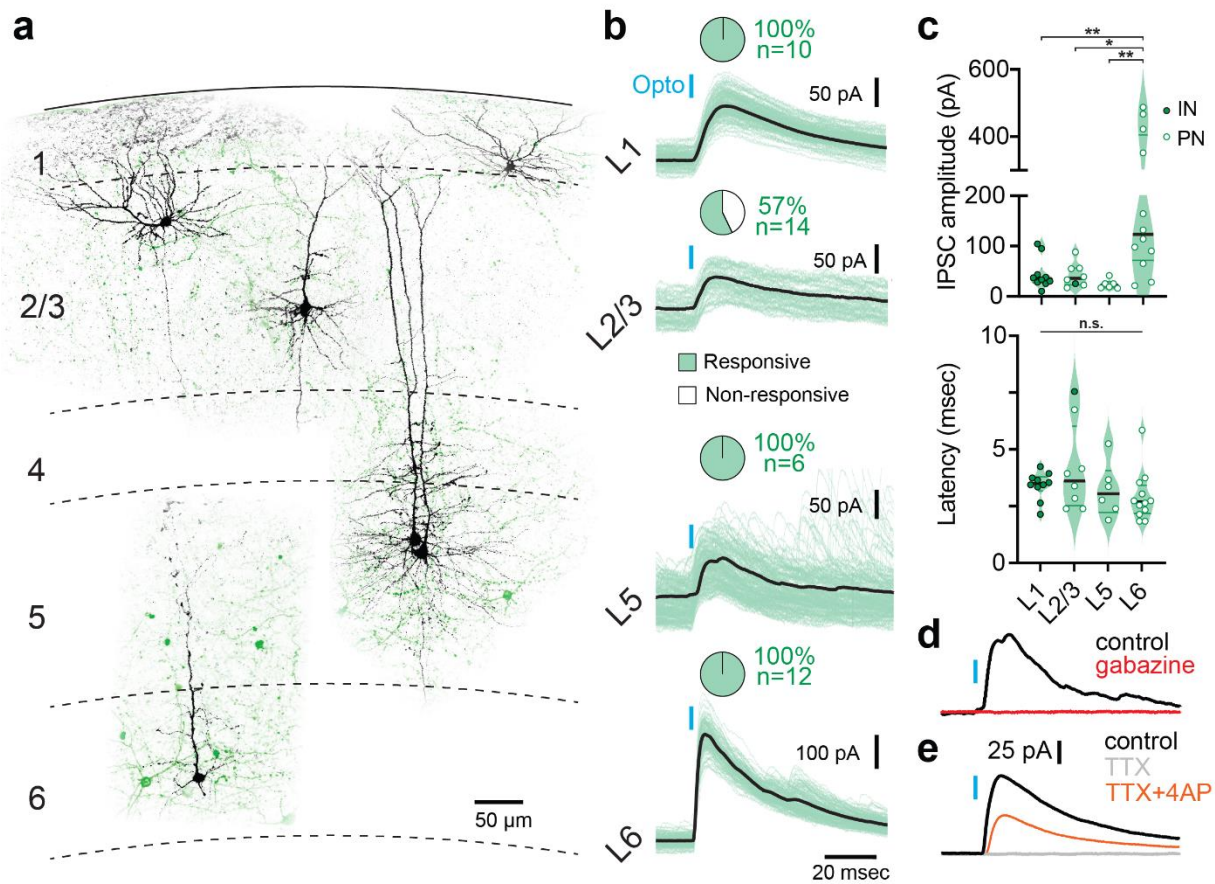 a
1
2/3
4
5
6
50 µm
b
100%
n=10
Opto
50 pA
L1
57%
n=14
50 pA
L2/3
Responsive
Non-responsive
100%
n=6
50 pA
L5
100%
n=12
100 pA
L6
20 msec
c
**
*
**
600
400
200
100
0
IPSC amplitude (pA)
IN
PN
n.s.
10
5
0
Latency (msec)
L1
L2/3
L5
L6
d
control
gabazine
e
25 pA
control
TTX
TTX+4AP